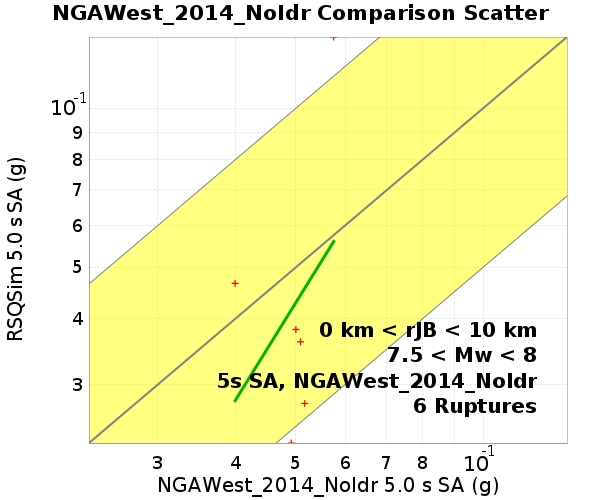 NGAWest_2014_NoIdr Comparison Scatter
RSQSim 5.0 s SA (g)
10-1
9
8
7
6
5
4
3
0 km < rJB < 10 km
7.5 < Mw < 8
5s SA, NGAWest_2014_NoIdr
6 Ruptures
3 4 5 6 7 8 10-1
NGAWest_2014_NoIdr 5.0 s SA (g)